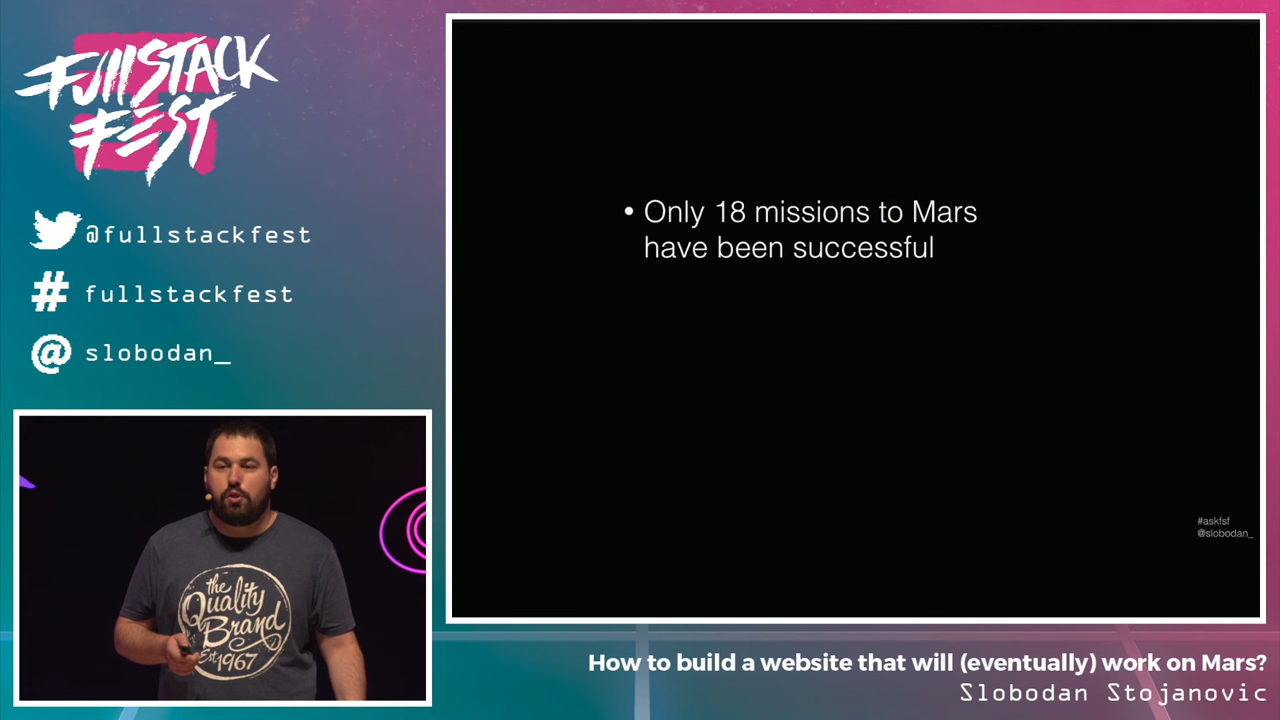 FullStack
Fest
@fullstackfest
# fullstackfest
@ slobodan_
• Only 18 missions to Mars
have been successful
#askfsf
@slobodan_
the
Quality
Brand
Est.1967
How to build a website that will (eventually) work on Mars?
Slobodan Stojanovic